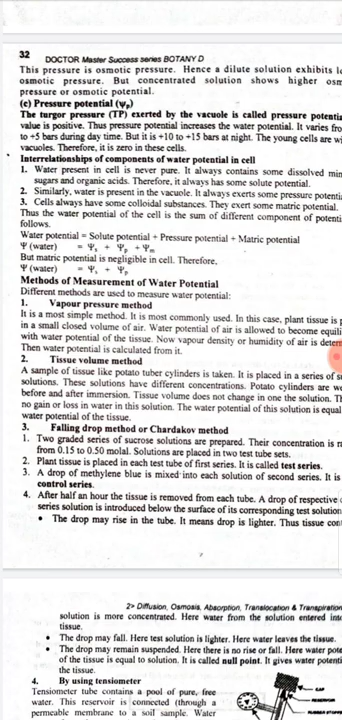 32 DOCTOR Master Success series BOTANY D
This pressure is osmotic pressure. Hence a dilute solution exhibits
osmotic pressure. But concentrated solution shows higher
pressure or osmotic potential.
(c) Pressure potential (ψp)
The turgor pressure (TP) exerted by the vacuole is called pressure
value is positive. Thus pressure potential increases the water potential. It varies
to +5 bars during day time. But it is +10 to +15 bars at night. The young cells are
vacuoles. Therefore, it is zero in these cells.
Interrelationships of components of water potential in cell
1. Water present in cell is never pure. It always contains some dissolved
sugars and organic acids. Therefore, it always has some solute potential.
2. Similarly, water is present in the vacuole. It always exerts some pressure
3. Cells always have some colloidal substances. They exert some matric potential.
Thus the water potential of the cell is the sum of different component of
follows.
Water potential = Solute potential + Pressure potential + Matric potential
Ψ (water) = Ψs + Ψp + Ψm
But matric potential is negligible in cell. Therefore,
Ψ (water) = Ψs + Ψp
Methods of Measurement of Water Potential
Different methods are used to measure water potential:
1. Vapour pressure method
It is a most simple method. It is most commonly used. In this case, plant tissue is
in a small closed volume of air. Water potential of air is allowed to become
with water potential of the tissue. Now vapour density or humidity of air is
Then water potential is calculated from it.
2. Tissue volume method
A sample of tissue like potato tuber cylinders is taken. It is placed in a series of
solutions. These solutions have different concentrations. Potato cylinders are
before and after immersion. Tissue volume does not change in one the solution.
no gain or loss in water in this solution. The water potential of this solution is equal
water potential of the tissue.
3. Falling drop method or Chardakov method
1. Two graded series of sucrose solutions are prepared. Their concentration is
from 0.15 to 0.50 molal. Solutions are placed in two test tube sets.
2. Plant tissue is placed in each test tube of first series. It is called test series.
3. A drop of methylene blue is mixed into each solution of second series. It is
control series.
4. After half an hour the tissue is removed from each tube. A drop of respective
series solution is introduced below the surface of its corresponding test solution
• The drop may rise in the tube. It means drop is lighter. Thus tissue
2> Diffusion, Osmosis, Absorption, Translocation & Transpiration
solution is more concentrated. Here water from the solution entered
tissue.
• The drop may fall. Here test solution is lighter. Here water leaves the tissue.
• The drop may remain suspended. Here there is no rise or fall. Here water
of the tissue is equal to solution. It is called null point. It gives water
the tissue.
4. By using tensiometer
Tensiometer tube contains a pool of pure, free
water. This reservoir is connected (through a
permeable membrane to a soil sample. Water
CAP
RESERVOIR
RUBBER STOPPER